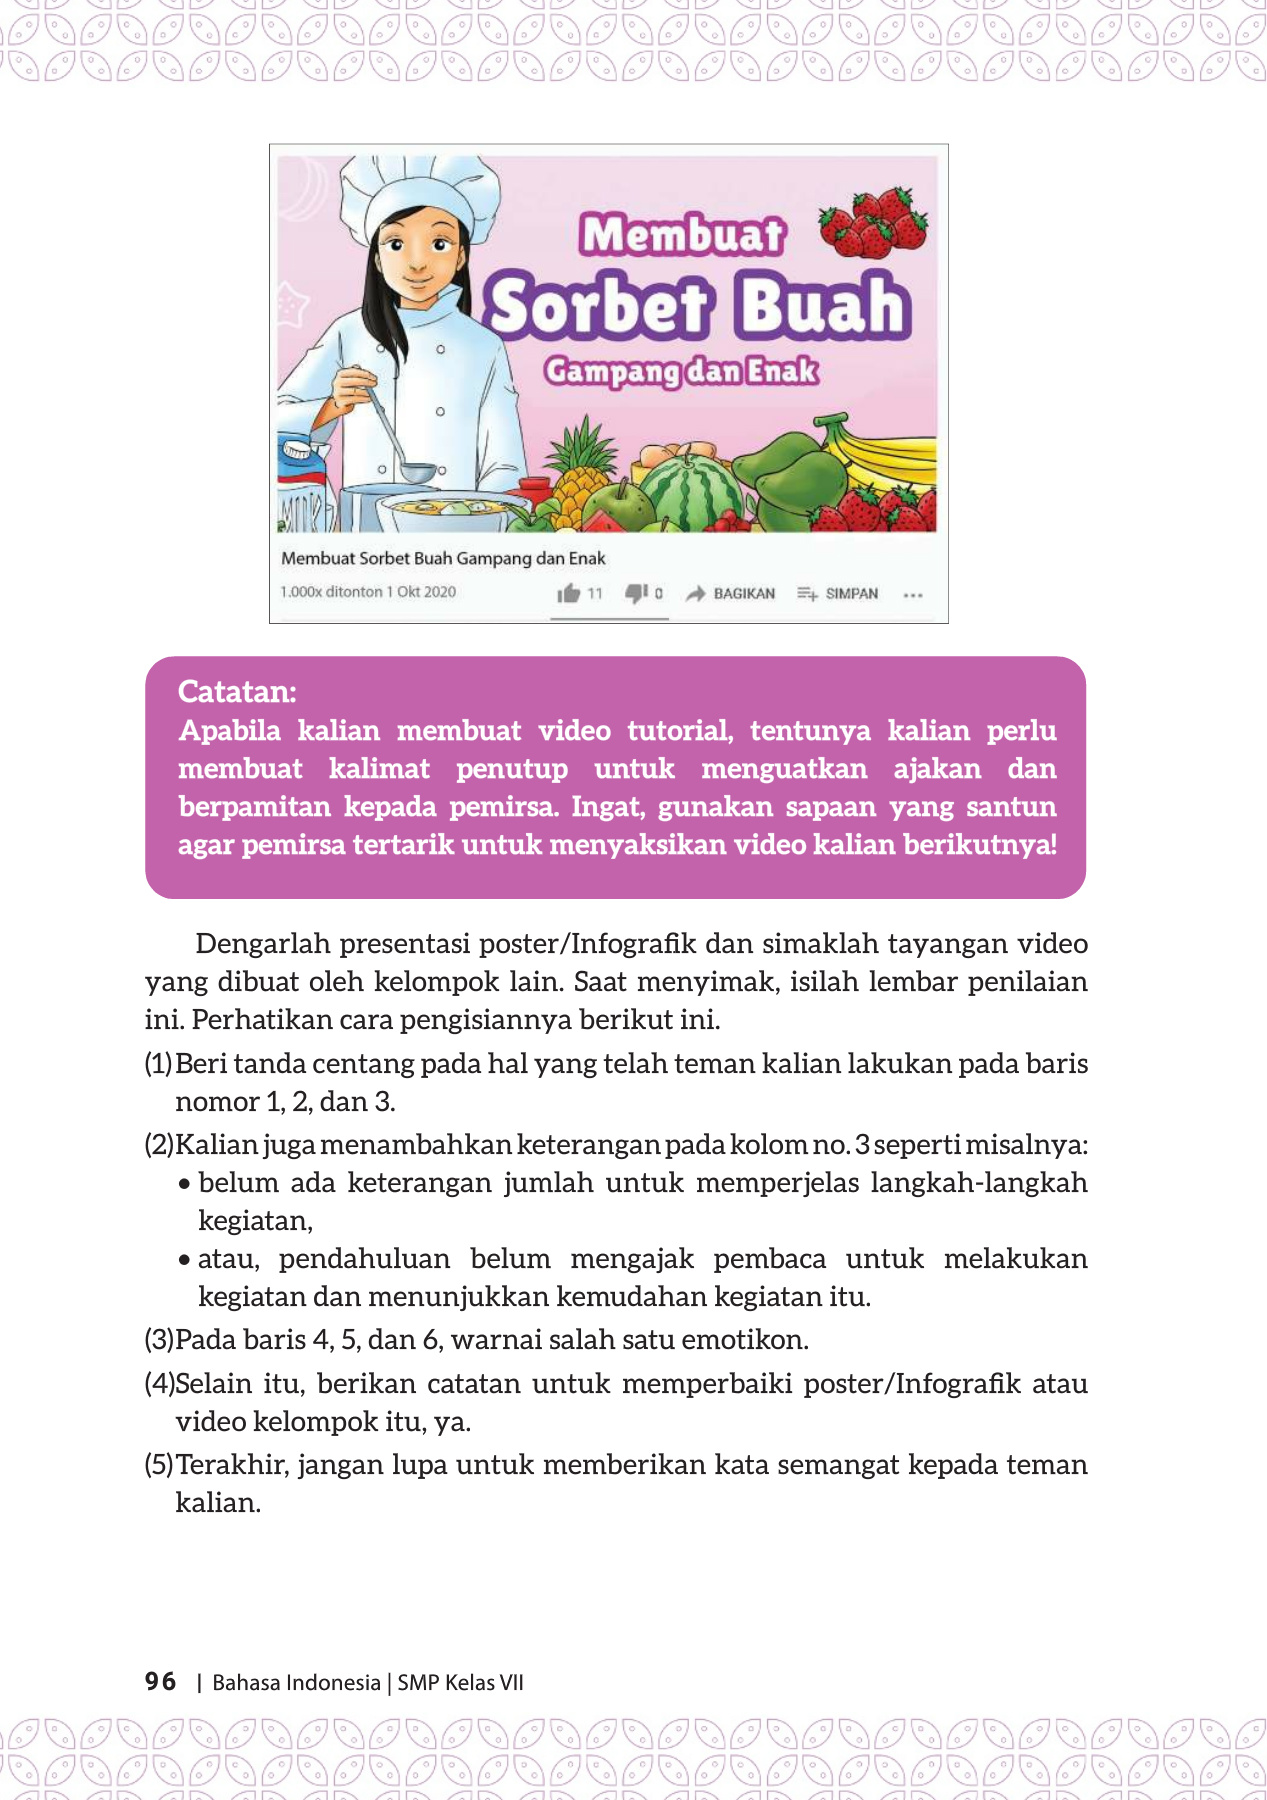 Membuat
Sorbet Buah
Gampang dan Enak
MILK
Membuat Sorbet Buah Gampang dan Enak
1.000x ditonton 1 Okt 2020 11 0 BAGIKAN SIMPAN
Catatan:
Apabila kalian membuat video tutorial, tentunya kalian perlu
membuat kalimat penutup untuk menguatkan ajakan dan
berpamitan kepada pemirsa. Ingat, gunakan sapaan yang santun
agar pemirsa tertarik untuk menyaksikan video kalian berikutnya!
Dengarlah presentasi poster/Infografik dan simaklah tayangan video
yang dibuat oleh kelompok lain. Saat menyimak, isilah lembar penilaian
ini. Perhatikan cara pengisiannya berikut ini.
(1) Beri tanda centang pada hal yang telah teman kalian lakukan pada baris
nomor 1, 2, dan 3.
(2) Kalian juga menambahkan keterangan pada kolom no. 3 seperti misalnya:
• belum ada keterangan jumlah untuk memperjelas langkah-langkah
kegiatan,
• atau, pendahuluan belum mengajak pembaca untuk melakukan
kegiatan dan menunjukkan kemudahan kegiatan itu.
(3) Pada baris 4, 5, dan 6, warnai salah satu emotikon.
(4) Selain itu, berikan catatan untuk memperbaiki poster/Infografik atau
video kelompok itu, ya.
(5) Terakhir, jangan lupa untuk memberikan kata semangat kepada teman
kalian.
96 | Bahasa Indonesia | SMP Kelas VII